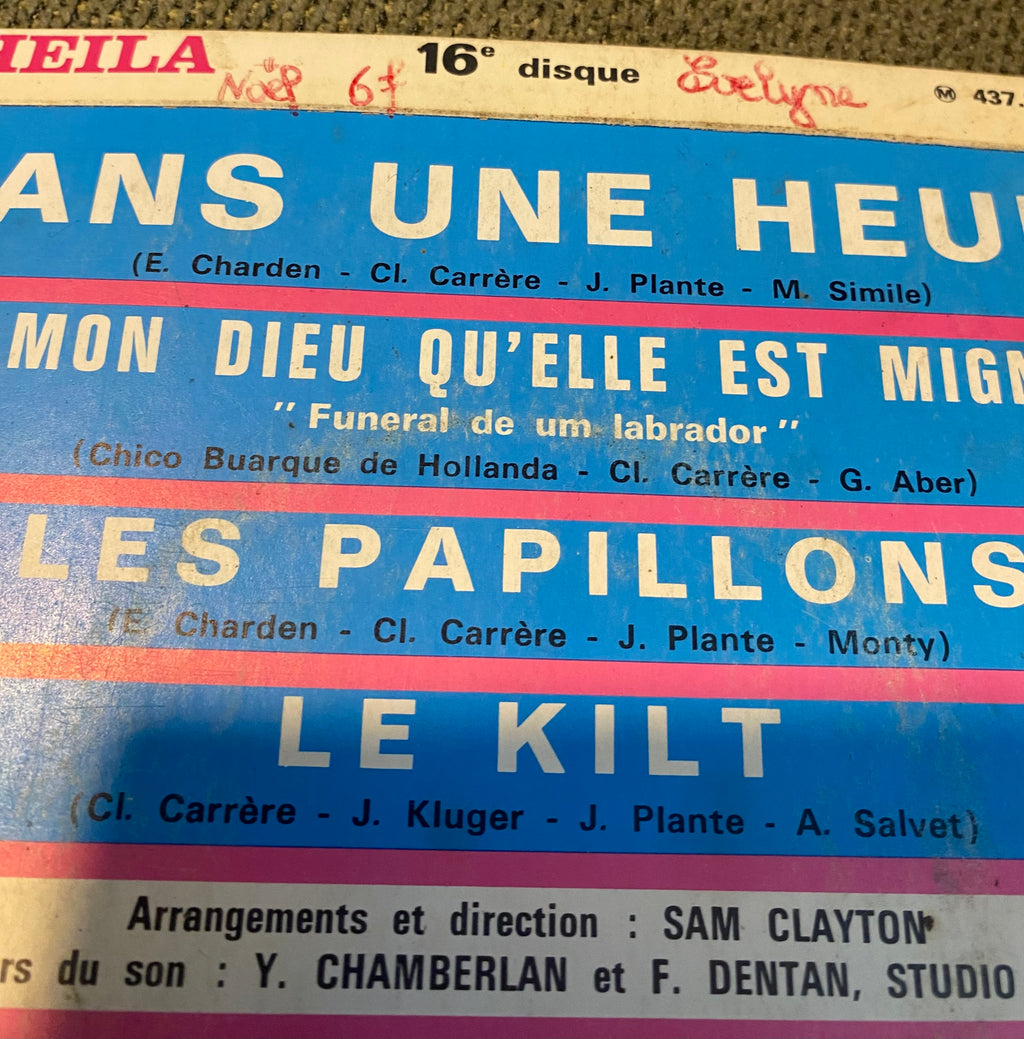 HEILA Noël 67 16e disque Evelyne Ⓜ 437.
ANS UNE HEU
(E. Charden - Cl. Carrère - J. Plante - M. Simile)
MON DIEU QU'ELLE EST MIGN
"Funeral de um labrador"
(Chico Buarque de Hollanda - Cl. Carrère - G. Aber)
LES PAPILLONS
(E. Charden - Cl. Carrère - J. Plante - Monty)
LE KILT
(Cl. Carrère - J. Kluger - J. Plante - A. Salvet)
Arrangements et direction : SAM CLAYTON
rs du son : Y. CHAMBERLAN et F. DENTAN, STUDIO